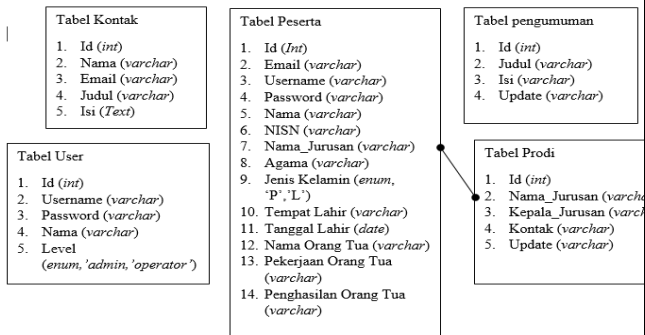 Tabel Kontak
1. Id (int)
2. Nama (varchar)
3. Email (varchar)
4. Judul (varchar)
5. Isi (Text)
Tabel User
1. Id (int)
2. Username (varchar)
3. Password (varchar)
4. Nama (varchar)
5. Level
(enum,'admin,'operator')
Tabel Peserta
1. Id (Int)
2. Email (varchar)
3. Username (varchar)
4. Password (varchar)
5. Nama (varchar)
6. NISN (varchar)
7. Nama_Jurusan (varchar)
8. Agama (varchar)
9. Jenis Kelamin (enum,
'P','L')
10. Tempat Lahir (varchar)
11. Tanggal Lahir (date)
12. Nama Orang Tua (varchar)
13. Pekerjaan Orang Tua
(varchar)
14. Penghasilan Orang Tua
(varchar)
Tabel pengumuman
1. Id (int)
2. Judul (varchar)
3. Isi (varchar)
4. Update (varchar)
Tabel Prodi
1. Id (int)
2. Nama_Jurusan
3. Kepala_Jurusan
4. Kontak (varchar)
5. Update (varchar)